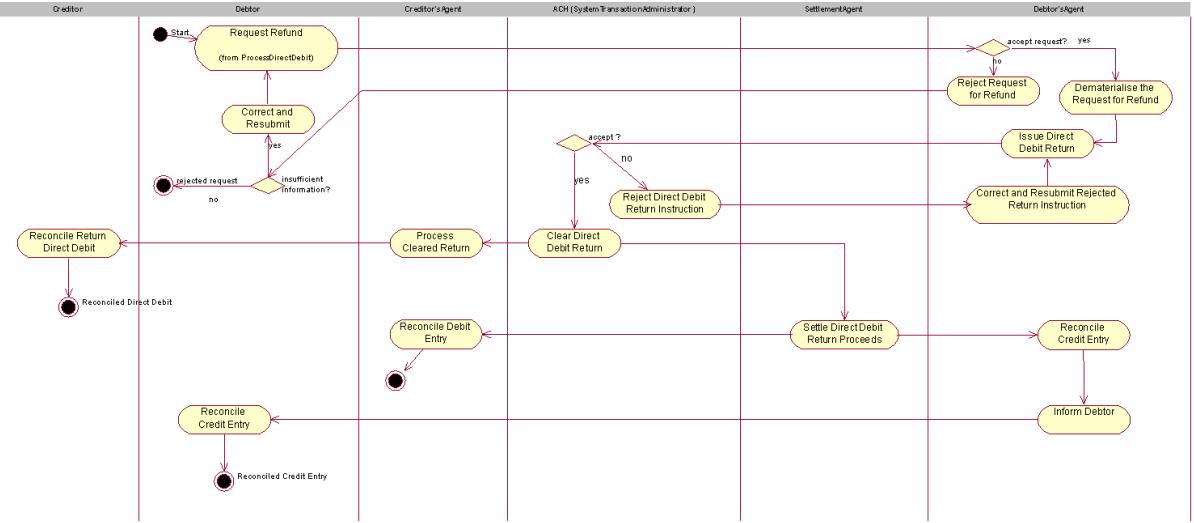 Creditor
Debtor
Creditor'sAgent
ACH (SystemTransactionAdministrator )
SettlementAgent
Debtor'sAgent
Start
Request Refund
(from ProcessDirectDebit)
accept request?
yes
no
Reject Request
for Refund
Dematerialise the
Request for Refund
Correct and
Resubmit
yes
accept ?
no
yes
Issue Direct
Debit Return
rejected request
no
insufficient
information?
Reject Direct Debit
Return Instruction
Correct and Resubmit Rejected
Return Instruction
Reconcile Return
Direct Debit
Process
Cleared Return
Clear Direct
Debit Return
Reconciled Direct Debit
Reconcile Debit
Entry
Settle Direct Debit
Return Proceeds
Reconcile
Credit Entry
Reconcile
Credit Entry
Inform Debtor
Reconciled Credit Entry